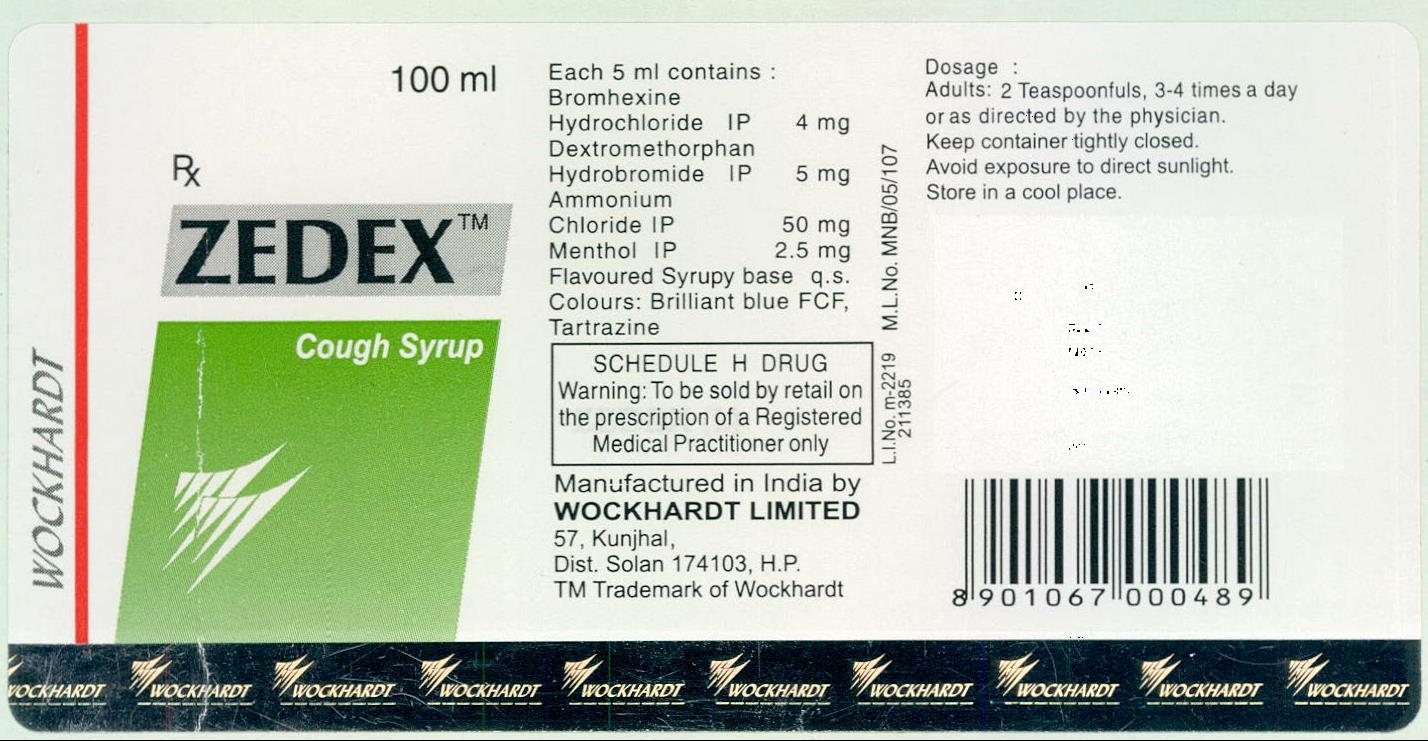 WOCKHARDT
100 ml
Rx
ZEDEX™
Cough Syrup
Each 5 ml contains :
Bromhexine
Hydrochloride IP 4 mg
Dextromethorphan
Hydrobromide IP 5 mg
Ammonium
Chloride IP 50 mg
Menthol IP 2.5 mg
Flavoured Syrupy base q.s.
Colours: Brilliant blue FCF,
Tartrazine
SCHEDULE H DRUG
Warning: To be sold by retail on
the prescription of a Registered
Medical Practitioner only
Manufactured in India by
WOCKHARDT LIMITED
57, Kunjhal,
Dist. Solan 174103, H.P.
TM Trademark of Wockhardt
L.I.No. m-2219 M.L.No. MNB/05/107
211385
Dosage :
Adults: 2 Teaspoonfuls, 3-4 times a day
or as directed by the physician.
Keep container tightly closed.
Avoid exposure to direct sunlight.
Store in a cool place.
8 901067 000489
WOCKHARDT WOCKHARDT WOCKHARDT WOCKHARDT WOCKHARDT WOCKHARDT WOCKHARDT WOCKHARDT WOCKHARDT WOCKHARDT